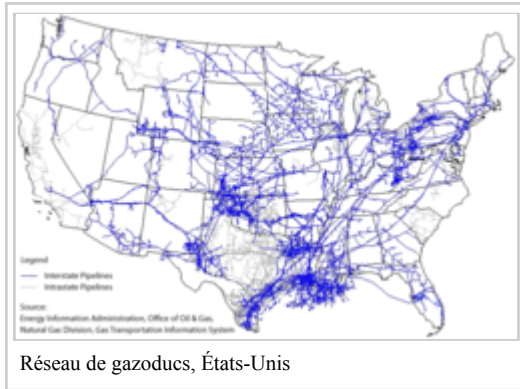 Legend
Interstate Pipelines
Intrastate Pipelines
Source:
Energy Information Administration, Office of Oil & Gas,
Natural Gas Division, Gas Transportation Information System
Réseau de gazoducs, États-Unis